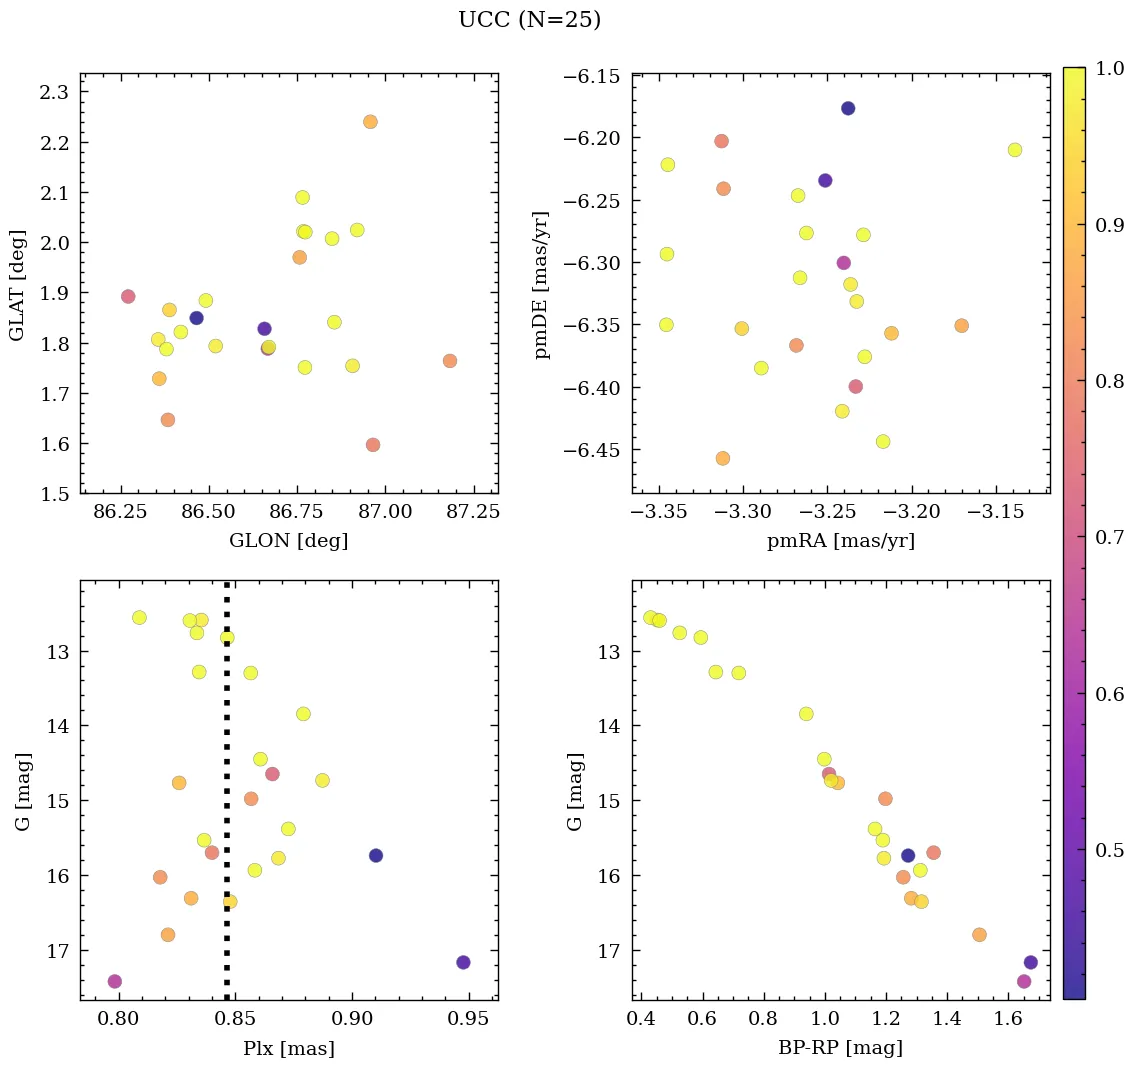 UCC (N=25)
2.3
2.2
2.1
2.0
1.9
1.8
1.7
1.6
1.5
GLAT [deg]
86.25 86.50 86.75 87.00 87.25
GLON [deg]
−6.15
−6.20
−6.25
−6.30
−6.35
−6.40
−6.45
pmDE [mas/yr]
−3.35 −3.30 −3.25 −3.20 −3.15
pmRA [mas/yr]
1.0
0.9
0.8
0.7
0.6
0.5
13
14
15
16
17
G [mag]
0.80 0.85 0.90 0.95
Plx [mas]
13
14
15
16
17
G [mag]
0.4 0.6 0.8 1.0 1.2 1.4 1.6
BP-RP [mag]